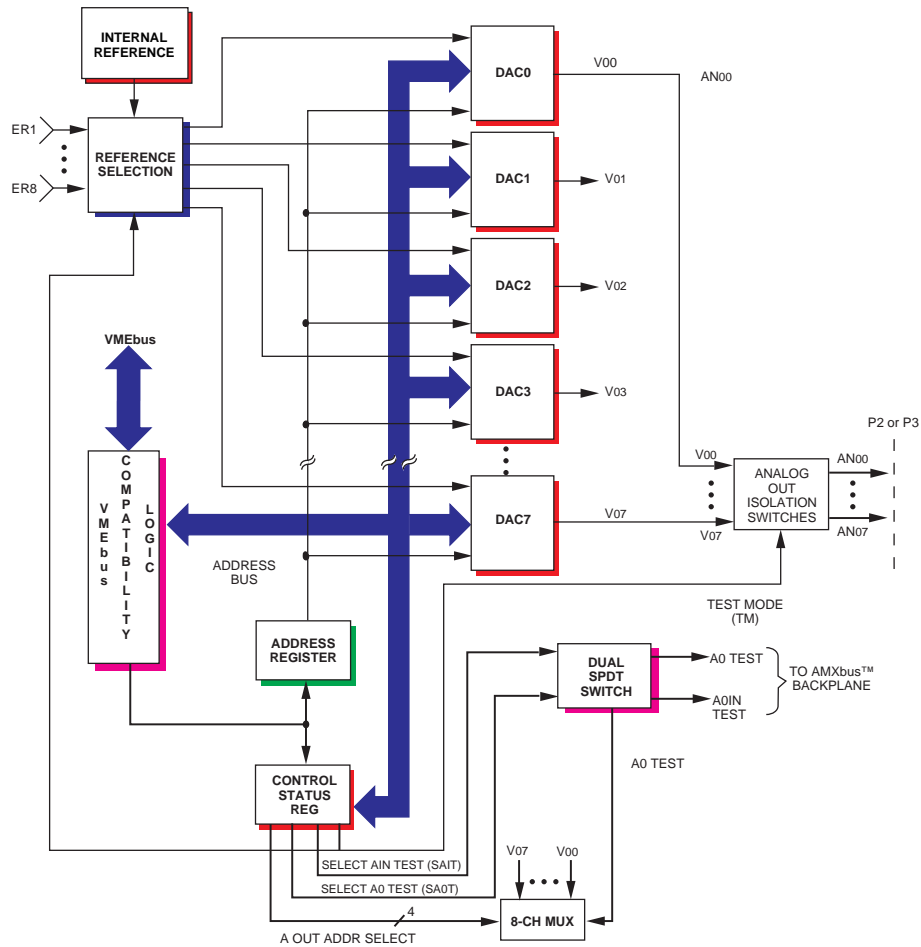 INTERNAL
REFERENCE
DAC0
V00
AN00
ER1
REFERENCE
SELECTION
ER8
DAC1
V01
DAC2
V02
VMEbus
DAC3
V03
P2 or P3
VMEbus
COMPATIBILITY
LOGIC
V00
V07
ANALOG
OUT
ISOLATION
SWITCHES
AN00
AN07
DAC7
V07
ADDRESS
BUS
TEST MODE
(TM)
ADDRESS
REGISTER
DUAL
SPDT
SWITCH
A0 TEST
A0IN
TEST
TO AMXbus™
BACKPLANE
A0 TEST
CONTROL
STATUS
REG
SELECT AIN TEST (SAIT)
SELECT A0 TEST (SA0T)
V07
V00
4
A OUT ADDR SELECT
8-CH MUX